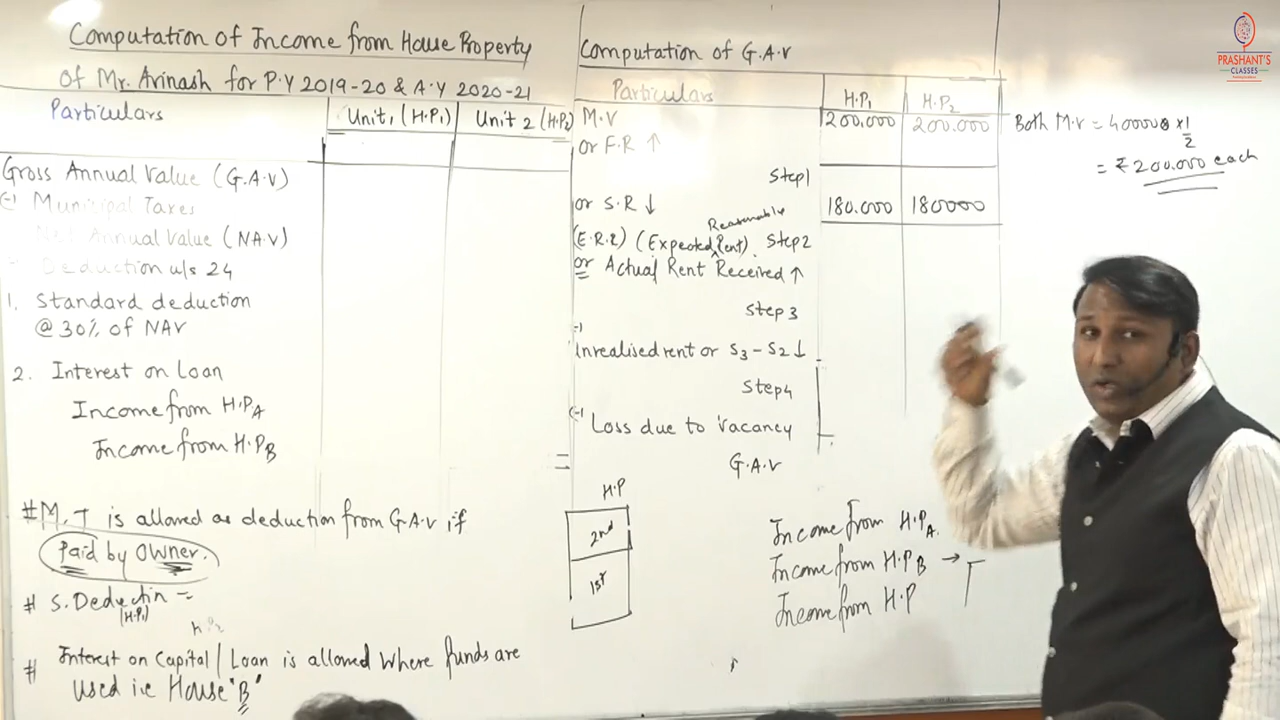 Computation of Income from House Property
of Mr. Avinash for P.Y 2019-20 & A.Y 2020-21
Particulars Unit 1 (H.P1) Unit 2 (H.P2)
Gross Annual Value (G.A.V)
(-) Municipal Taxes
Net Annual Value (NA.V)
- Deduction u/s 24
1. Standard deduction
@ 30% of NAV
2. Interest on Loan
Income from H.PA
Income from H.PB
# M.T is allowed as deduction from G.A.V if
Paid by Owner.
# S.Deductin =
(H.P1)
H.P2
# Interest on Capital / Loan is allowed where funds are
used i.e House "B"
Computation of G.A.V
Particulars H.P1 H.P2
M.V 200.000 200.000
or F.R ↑
Step1
or S.R ↓ 180.000 180000
Reasonable
(E.R.R) (Expected Rent). Step2
or Actual Rent Received ↑
Step3
(-)
Unrealised rent or S3-S2 ↓
Step4
(-) Loss due to Vacancy
G.A.V
H.P
2nd
1st
Income from H.PA.
Income from H.PB →
Income from H.P
Both M.V = 400000 × 1/2
= ₹ 200.000 each
PRASHANT'S
CLASSES